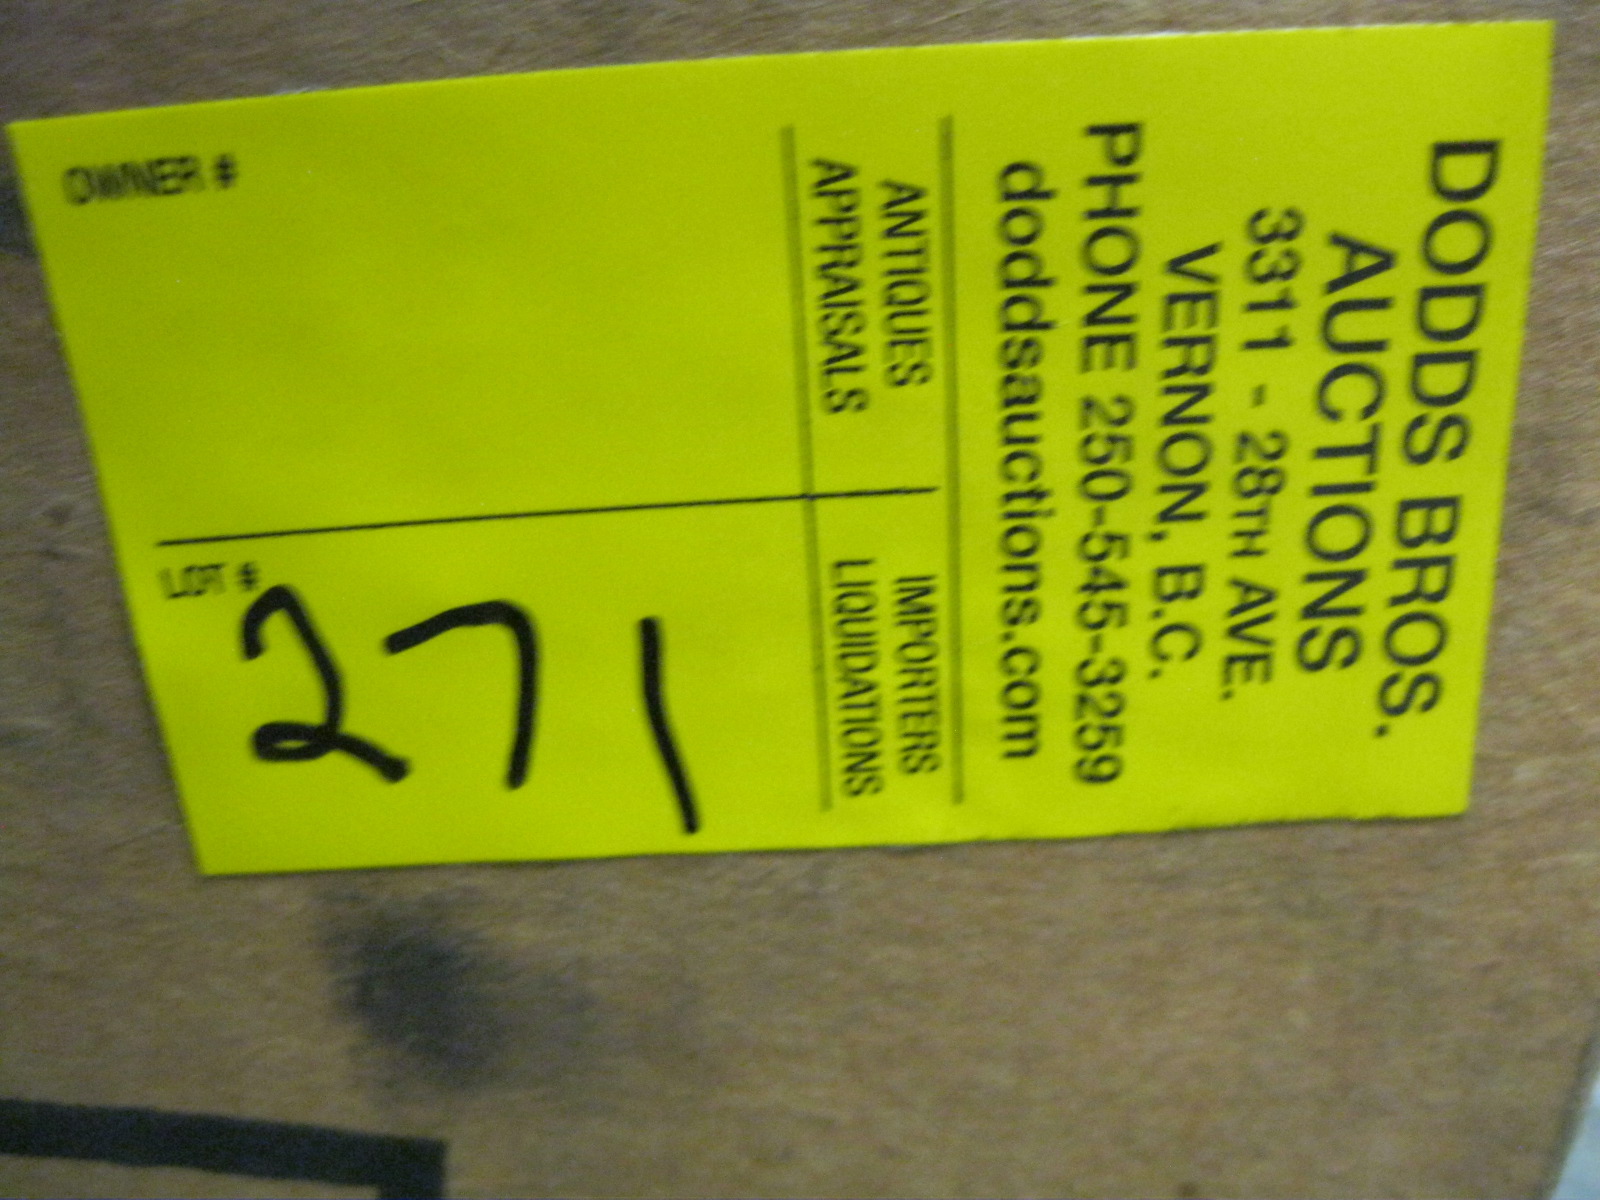 DODDS BROS.
AUCTIONS
3311 - 28TH AVE.
VERNON, B.C.
PHONE 250-545-3259
doddsauctions.com
ANTIQUES IMPORTERS
APPRAISALS LIQUIDATIONS
OWNER #
LOT #
271